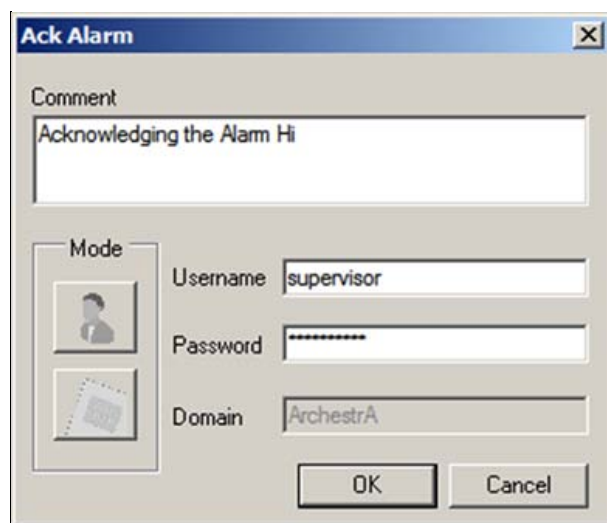 Ack Alarm
Comment
Acknowledging the Alarm Hi
Mode
Username supervisor
Password **********
Domain ArchestrA
OK Cancel